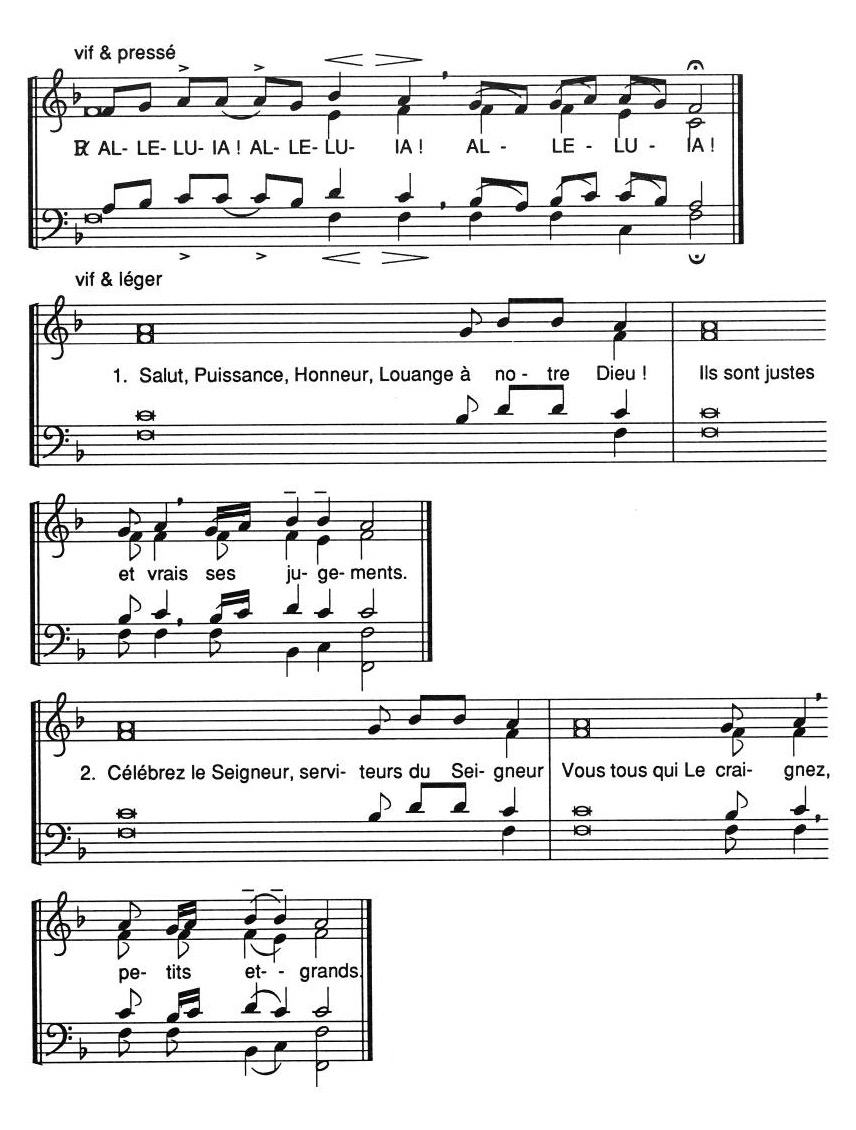 vif & pressé
℟ AL- LE- LU- IA ! AL- LE- LU- IA ! AL - LE - LU - IA !
vif & léger
1. Salut, Puissance, Honneur, Louange à no - tre Dieu ! Ils sont justes
et vrais ses ju- ge- ments.
2. Célébrez le Seigneur, servi- teurs du Sei- gneur Vous tous qui Le crai- gnez,
pe- tits et- - grands.